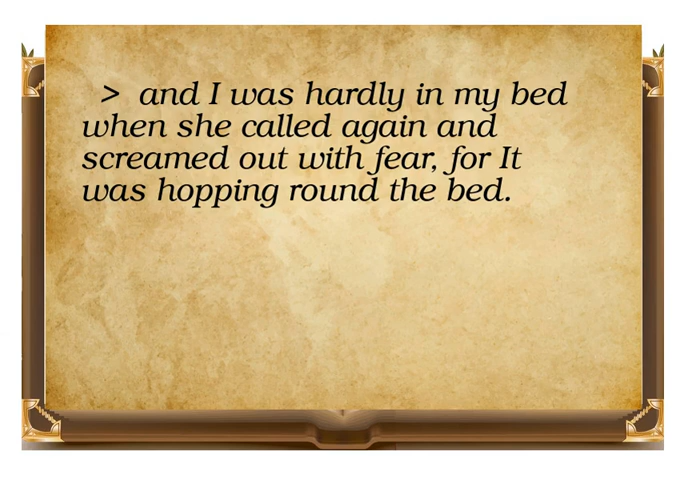 > and I was hardly in my bed
when she called again and
screamed out with fear, for It
was hopping round the bed.